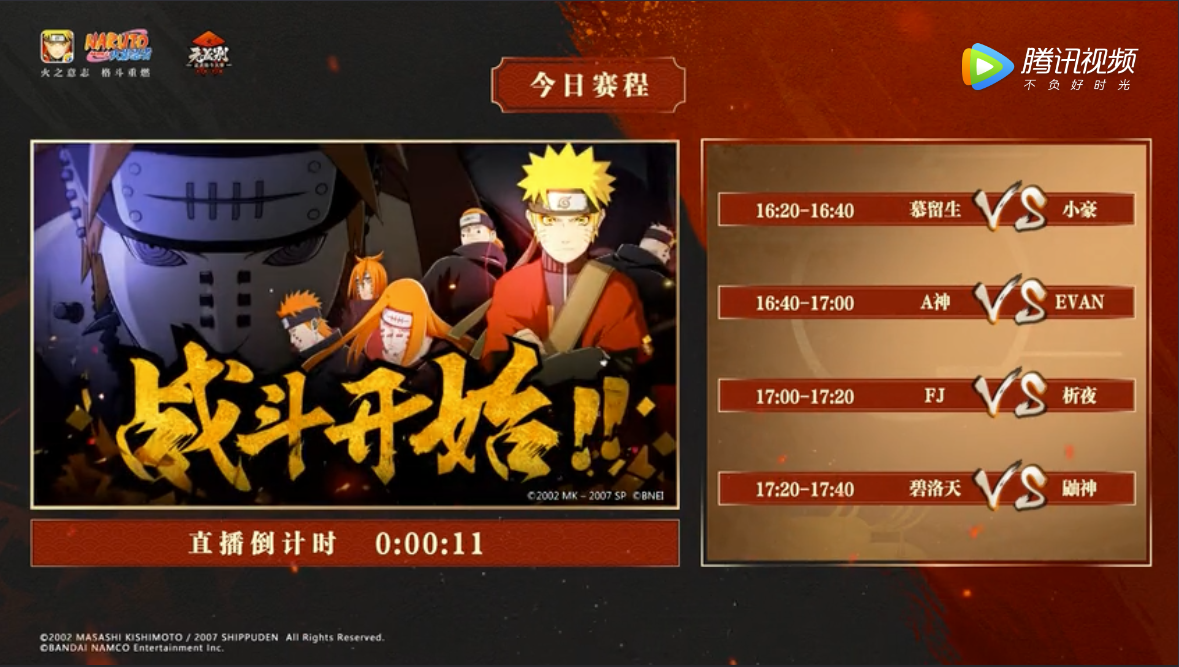 NARUTO
火之意志 格斗重燃
无差别
今日赛程
腾讯视频
不负好时光
战斗开始!!
©2002 MK – 2007 SP ©BNEI
直播倒计时 0:00:11
16:20-16:40 慕留生 VS 小豪
16:40-17:00 A神 VS EVAN
17:00-17:20 FJ VS 析夜
17:20-17:40 碧洛天 VS 鼬神
©2002 MASASHI KISHIMOTO / 2007 SHIPPUDEN All Rights Reserved.
©BANDAI NAMCO Entertainment Inc.